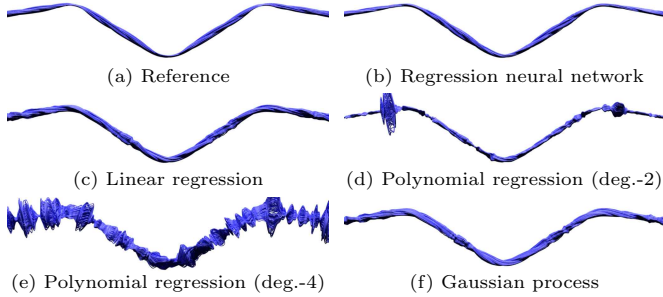 (a) Reference
(b) Regression neural network
(c) Linear regression
(d) Polynomial regression (deg.-2)
(e) Polynomial regression (deg.-4)
(f) Gaussian process